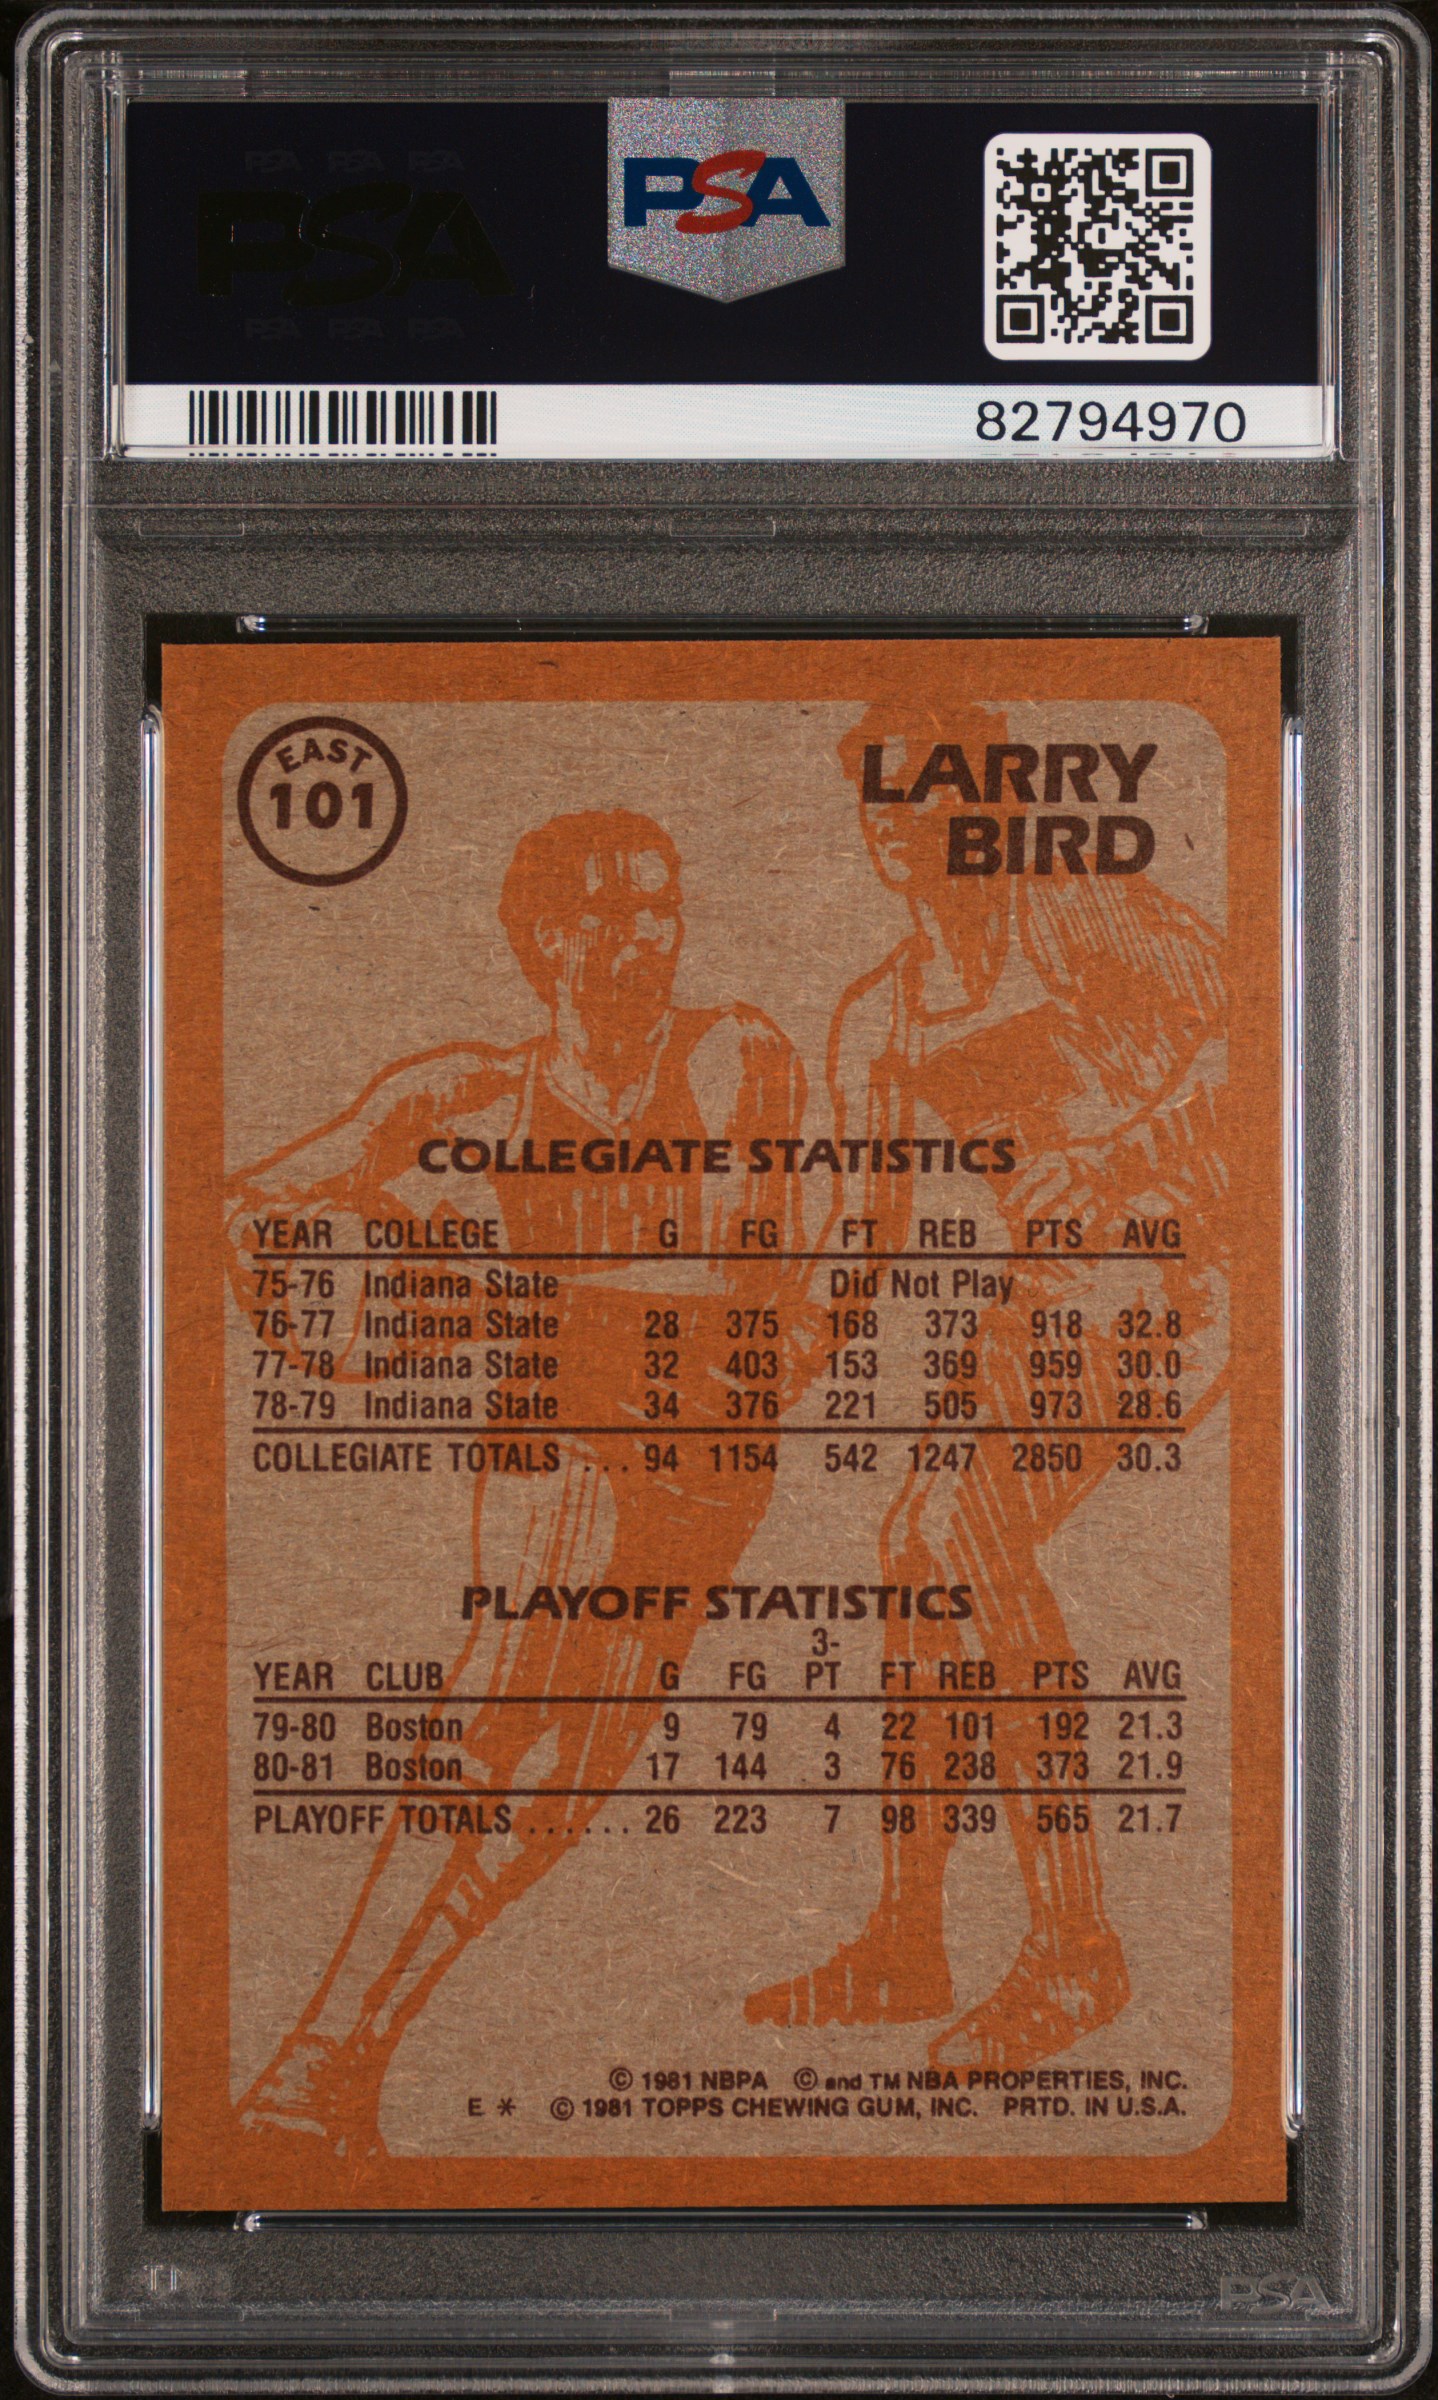 PSA PSA PSA
PSA
PSA PSA PSA
PSA
82794970
EAST
101
LARRY
BIRD
COLLEGIATE STATISTICS
YEAR COLLEGE G FG FT REB PTS AVG
75-76 Indiana State Did Not Play
76-77 Indiana State 28 375 168 373 918 32.8
77-78 Indiana State 32 403 153 369 959 30.0
78-79 Indiana State 34 376 221 505 973 28.6
COLLEGIATE TOTALS ... 94 1154 542 1247 2850 30.3
PLAYOFF STATISTICS
3-
YEAR CLUB G FG PT FT REB PTS AVG
79-80 Boston 9 79 4 22 101 192 21.3
80-81 Boston 17 144 3 76 238 373 21.9
PLAYOFF TOTALS ...... 26 223 7 98 339 565 21.7
© 1981 NBPA © and TM NBA PROPERTIES, INC.
E * © 1981 TOPPS CHEWING GUM, INC. PRTD. IN U.S.A.
PSA